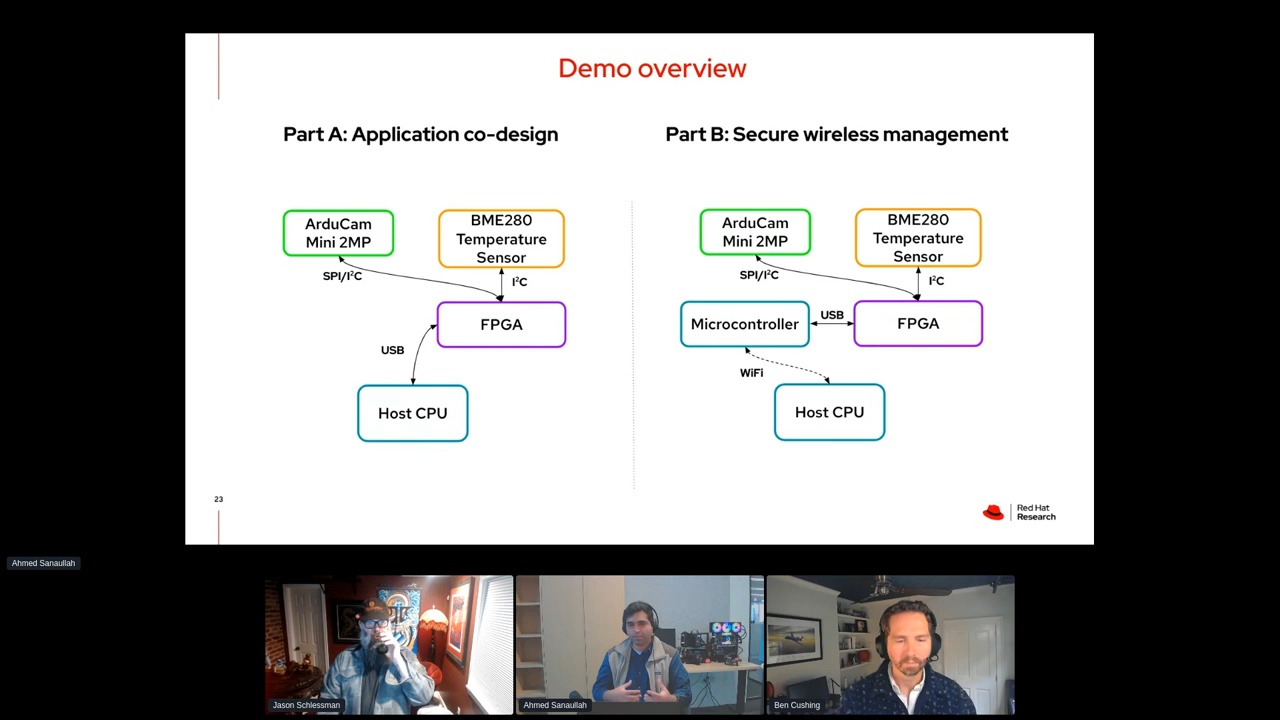 Demo overview
Part A: Application co-design
Part B: Secure wireless management
ArduCam
Mini 2MP
BME280
Temperature
Sensor
SPI/I²C
I²C
FPGA
USB
Host CPU
ArduCam
Mini 2MP
BME280
Temperature
Sensor
SPI/I²C
I²C
Microcontroller
USB
FPGA
WiFi
Host CPU
23
Red Hat
Research
Ahmed Sanaullah
Jason Schlessman
Ahmed Sanaullah
Ben Cushing